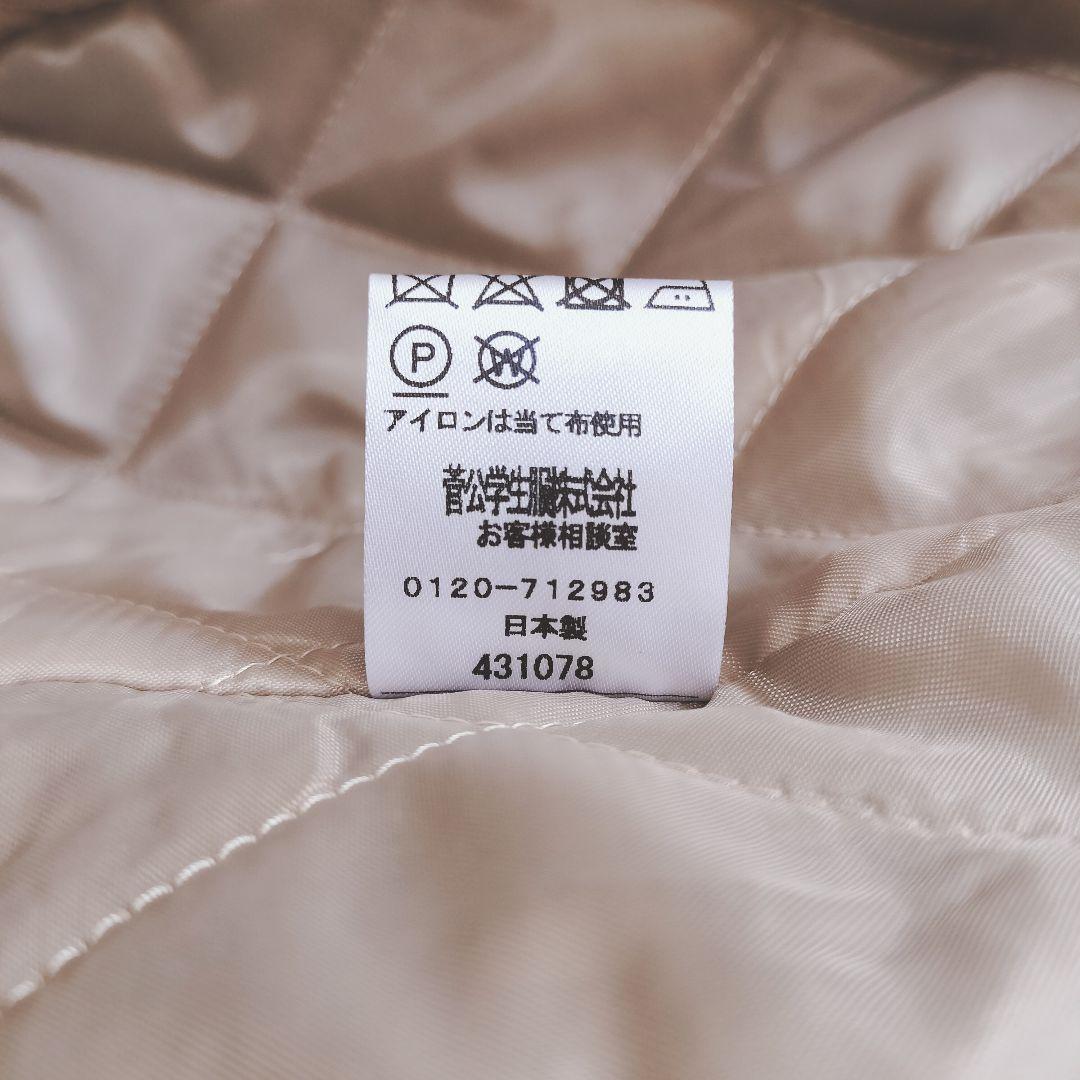 P W
アイロンは当て布使用
菅公学生服株式会社
お客様相談室
0120-712983
日本製
431078